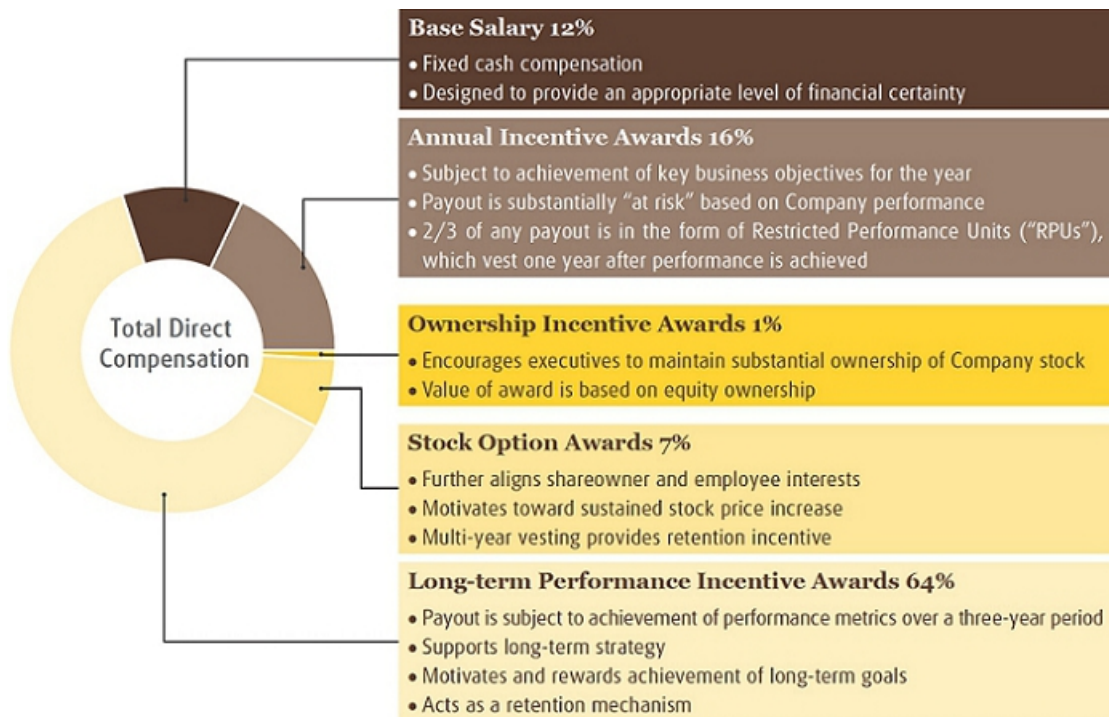 Base Salary 12%
• Fixed cash compensation
• Designed to provide an appropriate level of financial certainty
Annual Incentive Awards 16%
• Subject to achievement of key business objectives for the year
• Payout is substantially “at risk” based on Company performance
• 2/3 of any payout is in the form of Restricted Performance Units (“RPUs”),
which vest one year after performance is achieved
Total Direct
Compensation
Ownership Incentive Awards 1%
• Encourages executives to maintain substantial ownership of Company stock
• Value of award is based on equity ownership
Stock Option Awards 7%
• Further aligns shareowner and employee interests
• Motivates toward sustained stock price increase
• Multi-year vesting provides retention incentive
Long-term Performance Incentive Awards 64%
• Payout is subject to achievement of performance metrics over a three-year period
• Supports long-term strategy
• Motivates and rewards achievement of long-term goals
• Acts as a retention mechanism